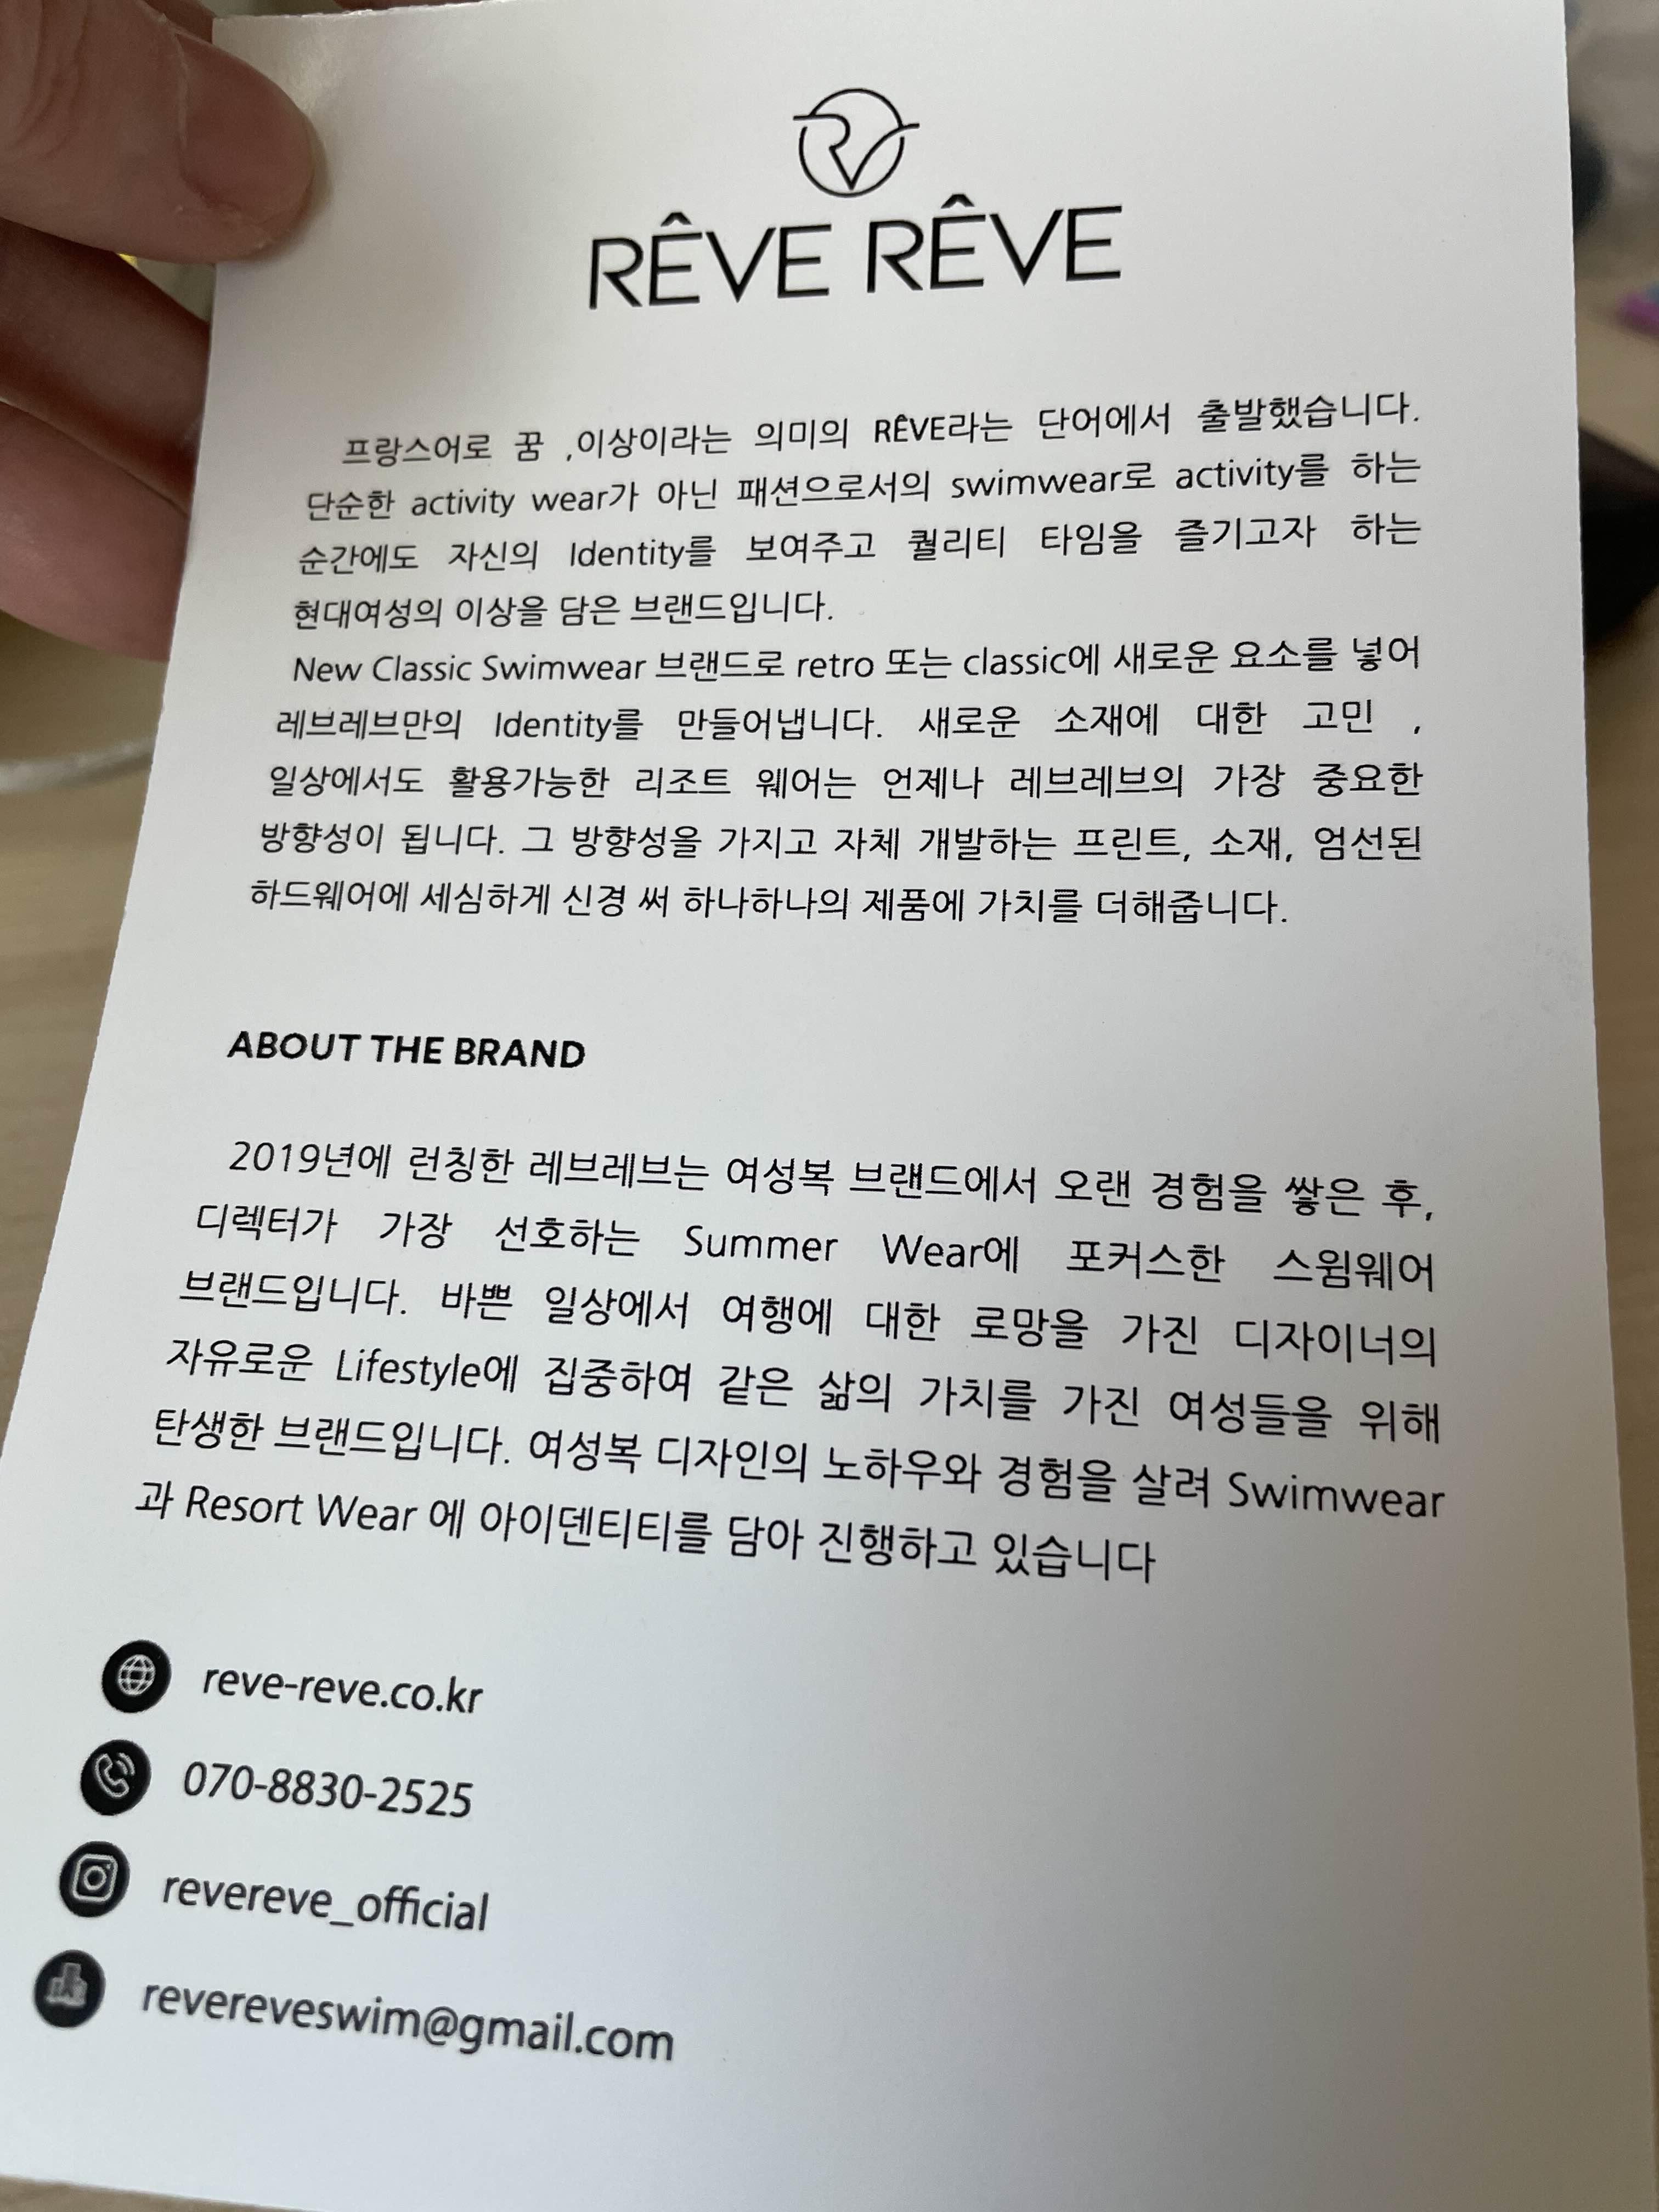 RÊVE RÊVE
프랑스어로 꿈 ,이상이라는 의미의 RÊVE라는 단어에서 출발했습니다.
단순한 activity wear가 아닌 패션으로서의 swimwear로 activity를 하는
순간에도 자신의 Identity를 보여주고 퀄리티 타임을 즐기고자 하는
현대여성의 이상을 담은 브랜드입니다.
New Classic Swimwear 브랜드로 retro 또는 classic에 새로운 요소를 넣어
레브레브만의 Identity를 만들어냅니다. 새로운 소재에 대한 고민 ,
일상에서도 활용가능한 리조트 웨어는 언제나 레브레브의 가장 중요한
방향성이 됩니다. 그 방향성을 가지고 자체 개발하는 프린트, 소재, 엄선된
하드웨어에 세심하게 신경 써 하나하나의 제품에 가치를 더해줍니다.
ABOUT THE BRAND
2019년에 런칭한 레브레브는 여성복 브랜드에서 오랜 경험을 쌓은 후,
디렉터가 가장 선호하는 Summer Wear에 포커스한 스윔웨어
브랜드입니다. 바쁜 일상에서 여행에 대한 로망을 가진 디자이너의
자유로운 Lifestyle에 집중하여 같은 삶의 가치를 가진 여성들을 위해
탄생한 브랜드입니다. 여성복 디자인의 노하우와 경험을 살려 Swimwear
과 Resort Wear 에 아이덴티티를 담아 진행하고 있습니다
reve-reve.co.kr
070-8830-2525
revereve_official
revereveswim@gmail.com